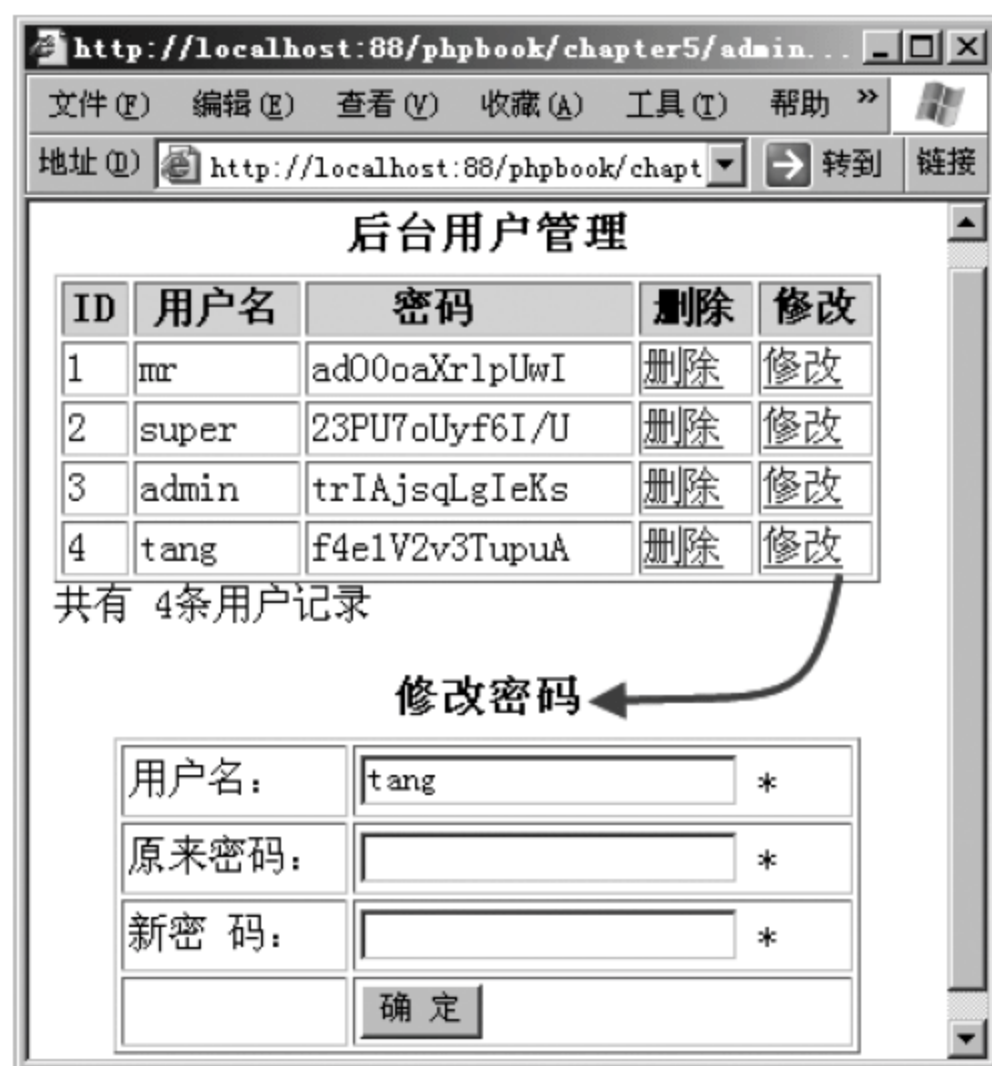 http://localhost:88/phpbook/chapter5/admin...
文件(F) 编辑(E) 查看(V) 收藏(A) 工具(T) 帮助 »
地址(D) http://localhost:88/phpbook/chapt 转到 链接
后台用户管理
ID 用户名 密码 删除 修改
1 mr adO0oaXrlpUwI 删除 修改
2 super 23PU7oUyf6I/U 删除 修改
3 admin trIAjsqLgIeKs 删除 修改
4 tang f4e1V2v3TupuA 删除 修改
共有 4条用户记录
修改密码
用户名： tang *
原来密码： *
新密 码： *
确 定